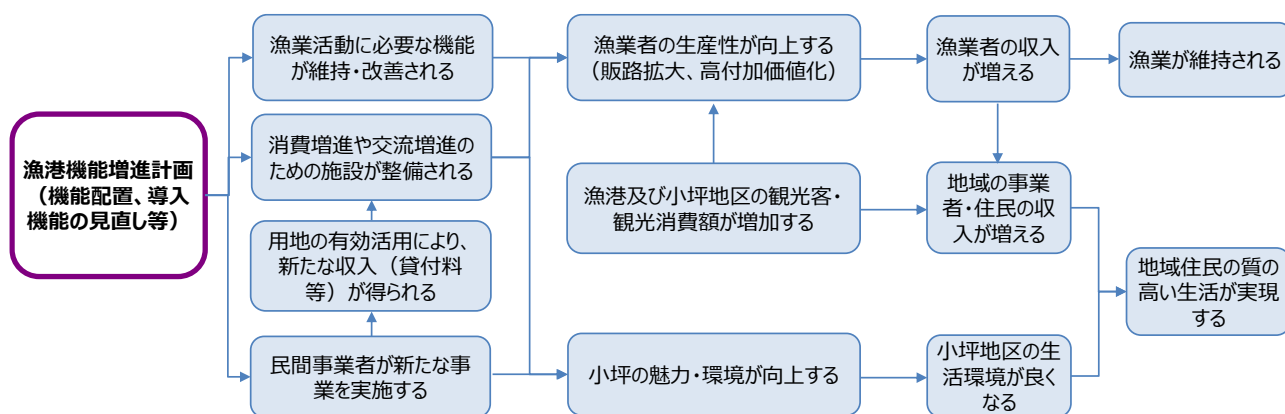 漁港機能増進計画
（機能配置、導入
機能の見直し等）
漁業活動に必要な機能
が維持・改善される
消費増進や交流増進の
ための施設が整備される
用地の有効活用により、
新たな収入（貸付料
等）が得られる
民間事業者が新たな事
業を実施する
漁業者の生産性が向上する
（販路拡大、高付加価値化）
漁港及び小坪地区の観光客・
観光消費額が増加する
小坪の魅力・環境が向上する
漁業者の収入
が増える
地域の事業
者・住民の収
入が増える
小坪地区の生
活環境が良く
なる
漁業が維持される
地域住民の質の
高い生活が実現
する